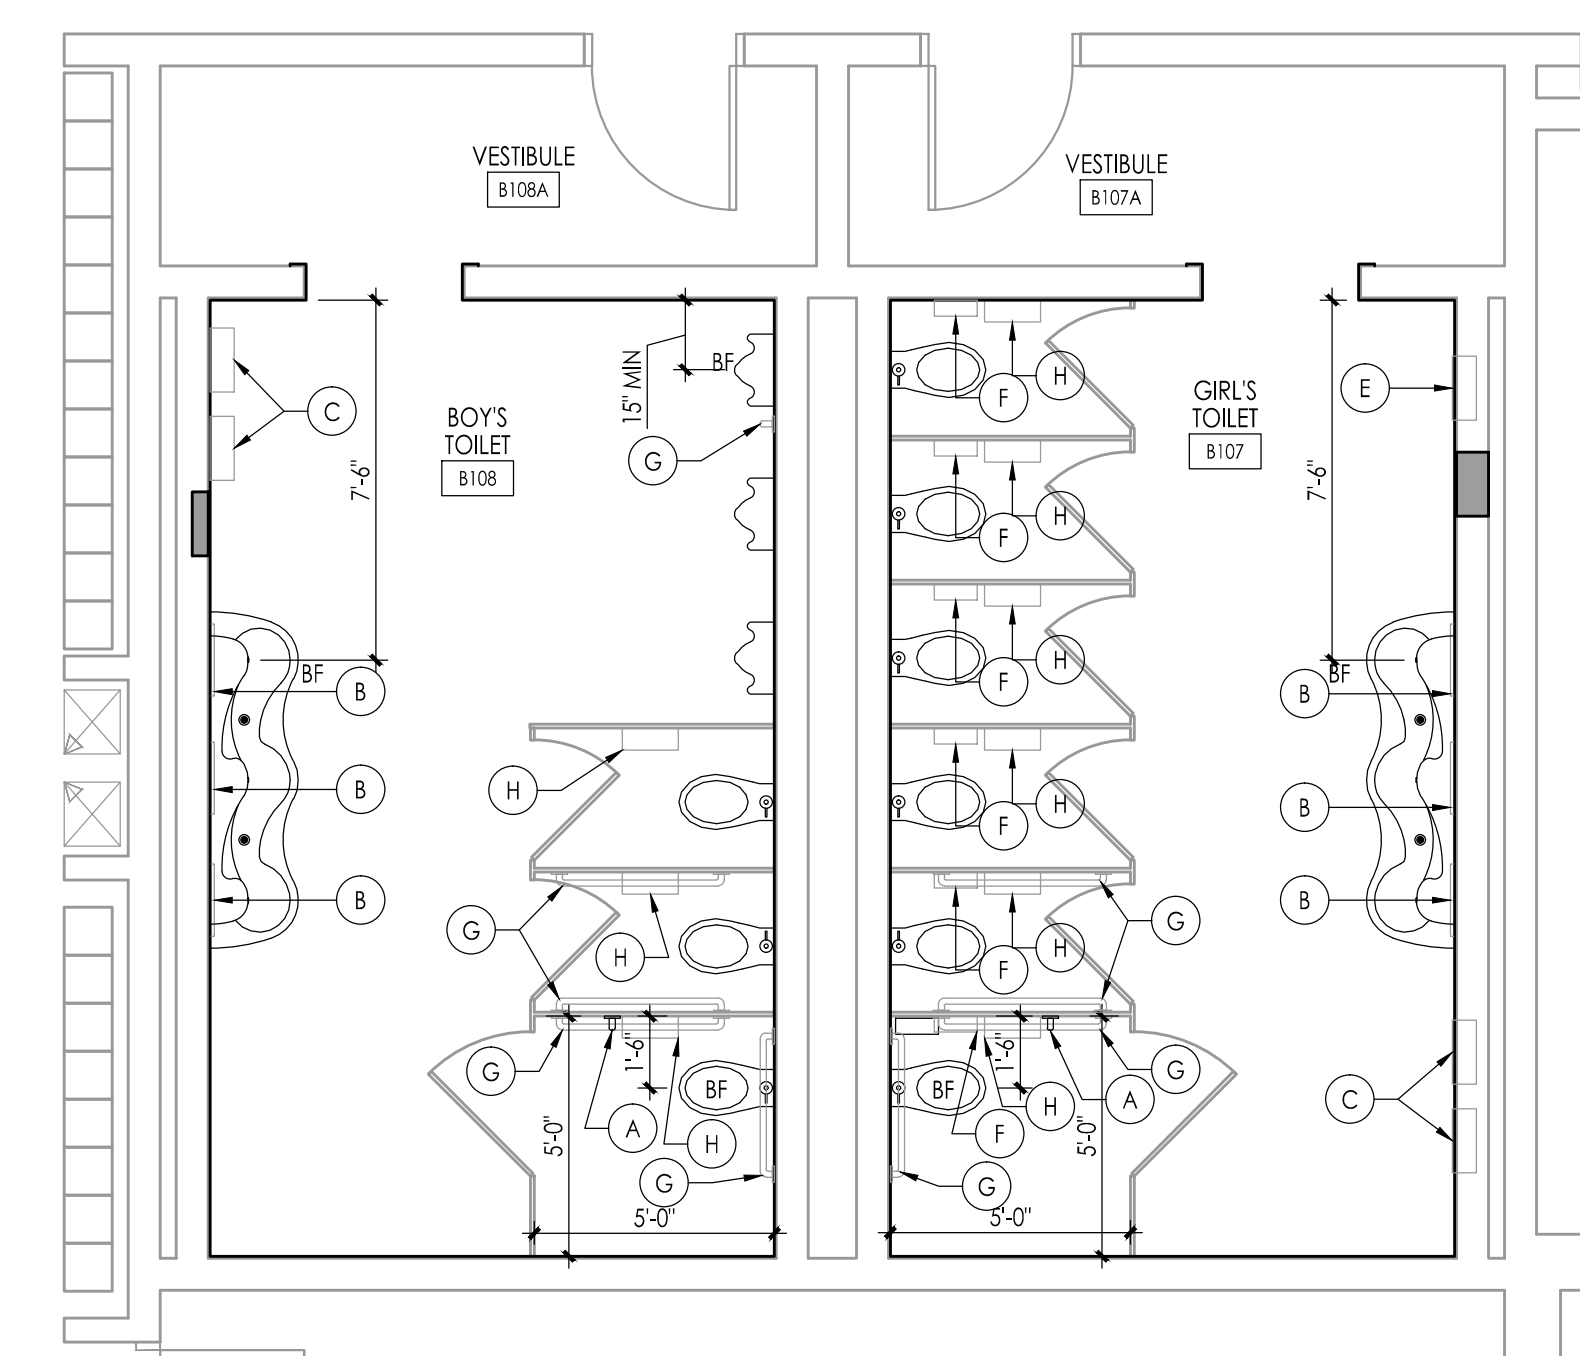 VESTIBULE
B108A
VESTIBULE
B107A
15" MIN
BF
C
BOY'S
TOILET
B108
G
7'-6"
H
F
H
F
H
F
H
F
H
F
E
GIRL'S
TOILET
B107
7'-6"
BF
B
B
B
BF
B
B
B
H
G
H
G
G
1'-6"
BF
A
H
5'-0"
G
5'-0"
BF
1'-6"
G
A
H
F
5'-0"
G
5'-0"
C